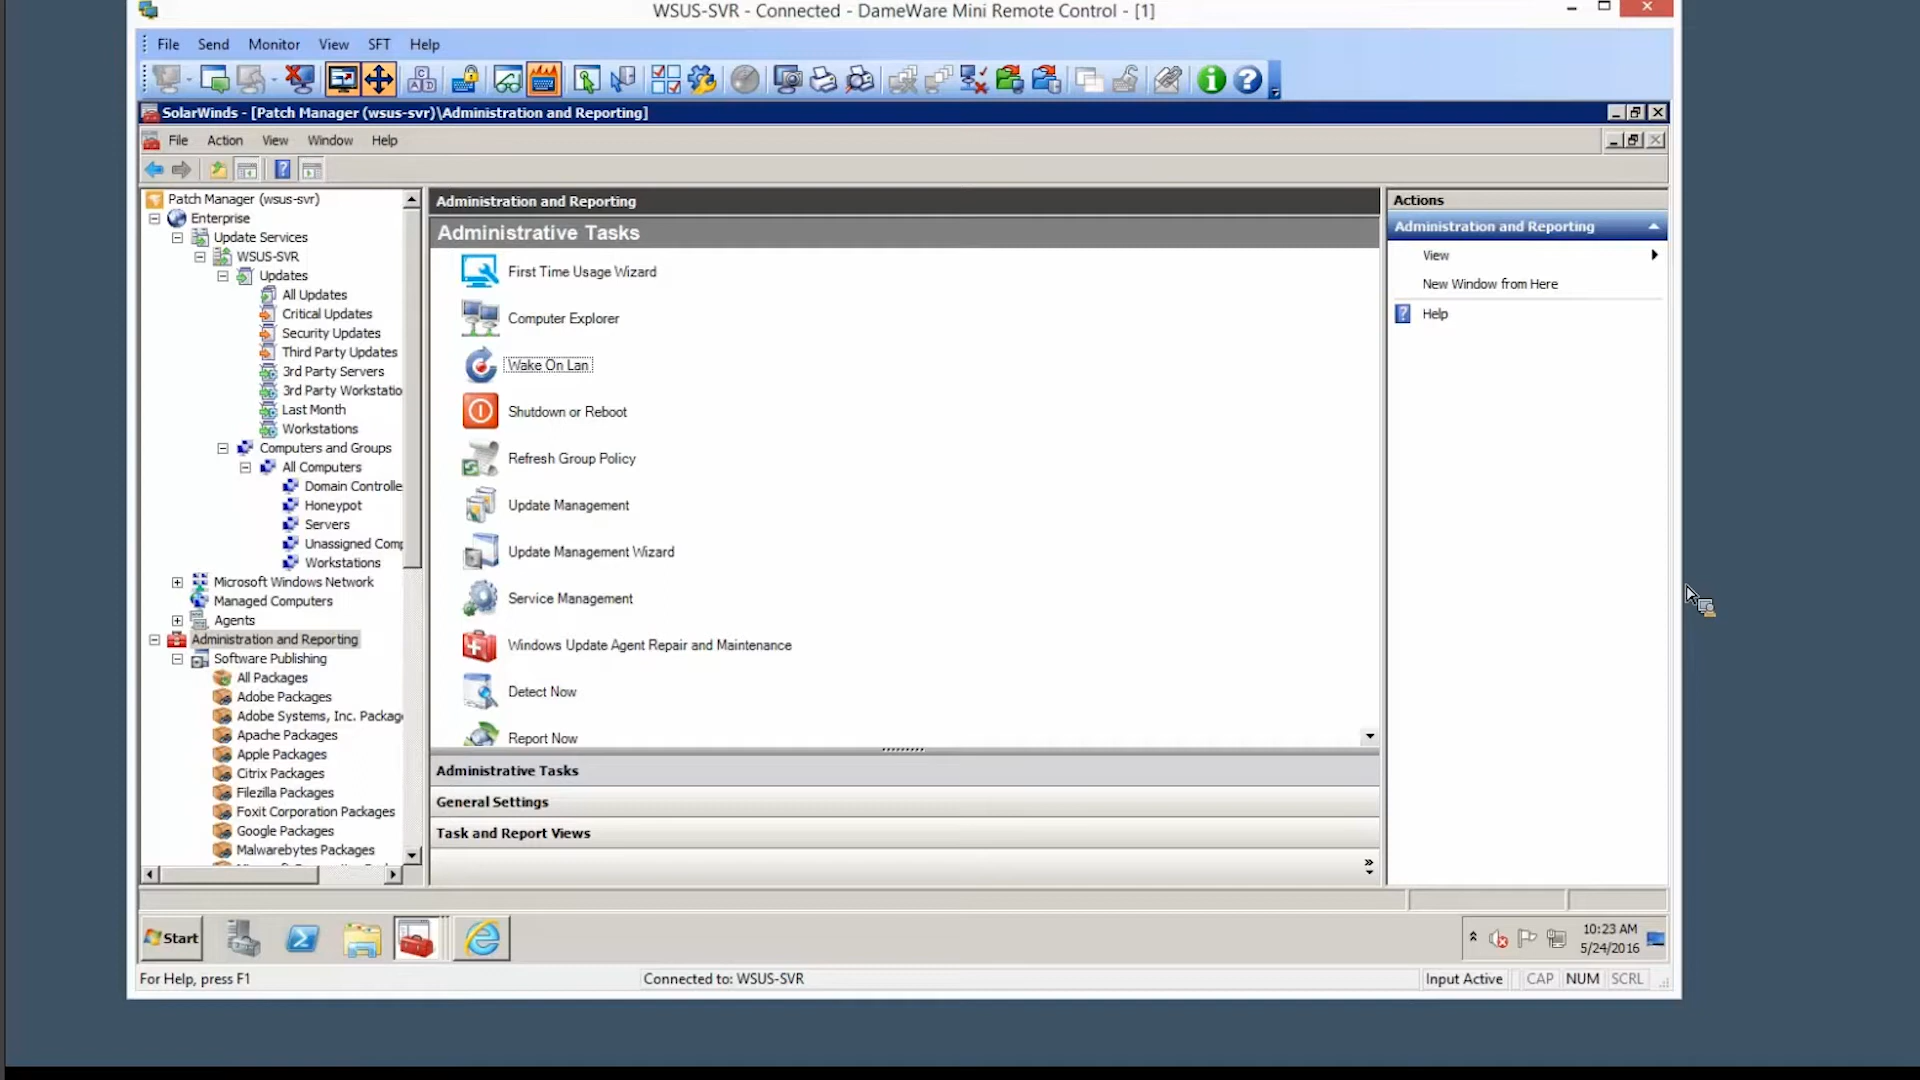 WSUS-SVR - Connected - DameWare Mini Remote Control - [1]
File Send Monitor View SFT Help
SolarWinds - [Patch Manager (wsus-svr)\Administration and Reporting]
File Action View Window Help
Patch Manager (wsus-svr)
Enterprise
Update Services
WSUS-SVR
Updates
All Updates
Critical Updates
Security Updates
Third Party Updates
3rd Party Servers
3rd Party Workstatio
Last Month
Workstations
Computers and Groups
All Computers
Domain Controlle
Honeypot
Servers
Unassigned Comp
Workstations
Microsoft Windows Network
Managed Computers
Agents
Administration and Reporting
Software Publishing
All Packages
Adobe Packages
Adobe Systems, Inc. Packag
Apache Packages
Apple Packages
Citrix Packages
Filezilla Packages
Foxit Corporation Packages
Google Packages
Malwarebytes Packages
Administration and Reporting
Administrative Tasks
First Time Usage Wizard
Computer Explorer
Wake On Lan
Shutdown or Reboot
Refresh Group Policy
Update Management
Update Management Wizard
Service Management
Windows Update Agent Repair and Maintenance
Detect Now
Report Now
Administrative Tasks
General Settings
Task and Report Views
Actions
Administration and Reporting
View
New Window from Here
Help
Start
10:23 AM
5/24/2016
For Help, press F1
Connected to: WSUS-SVR
Input Active
CAP
NUM
SCRL